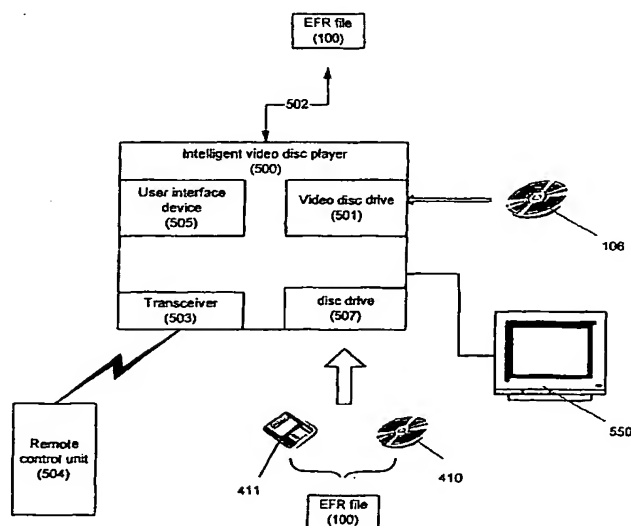 EFR file
(100)
502
Intelligent video disc player
(500)
User interface
device
(505)
Video disc drive
(501)
106
Transceiver
(503)
disc drive
(507)
550
Remote
control unit
(504)
411
410
EFR file
(100)